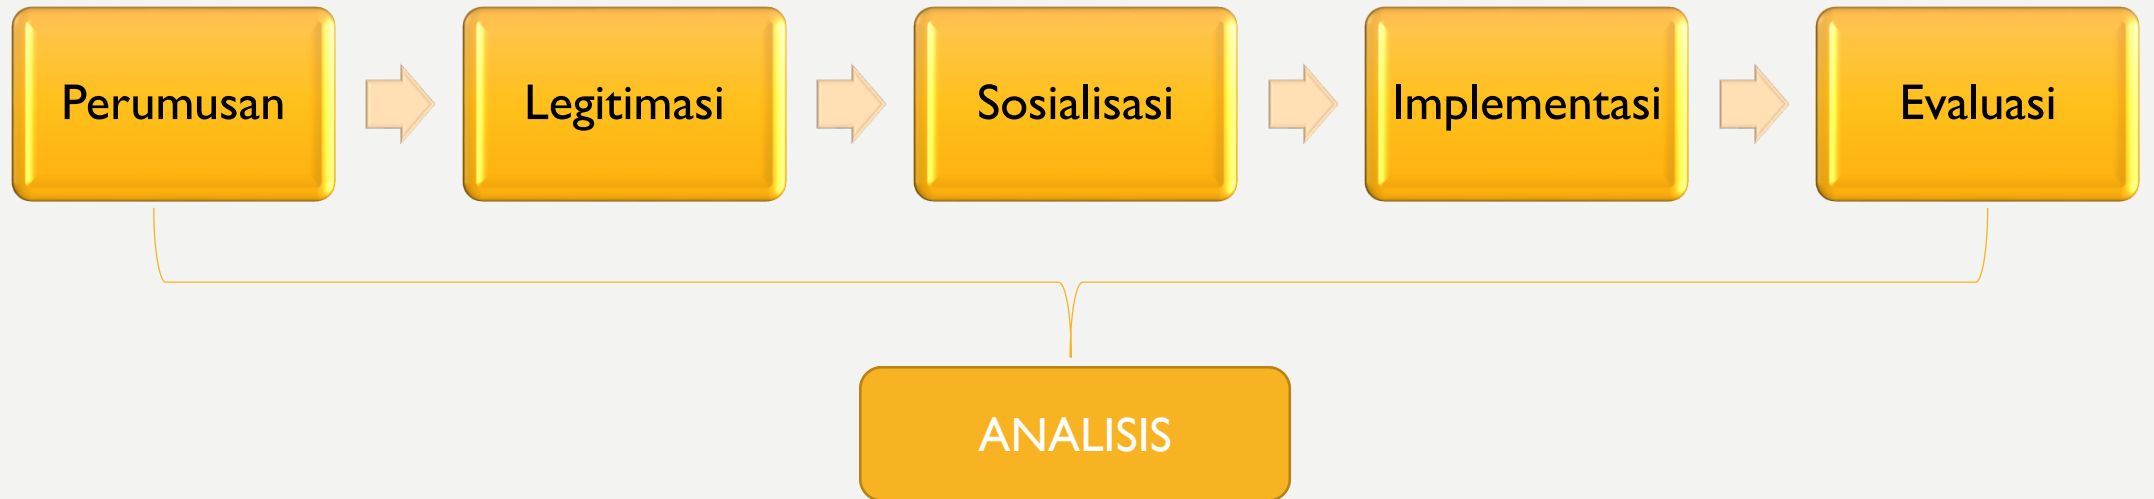 Perumusan
Legitimasi
Sosialisasi
Implementasi
Evaluasi
ANALISIS